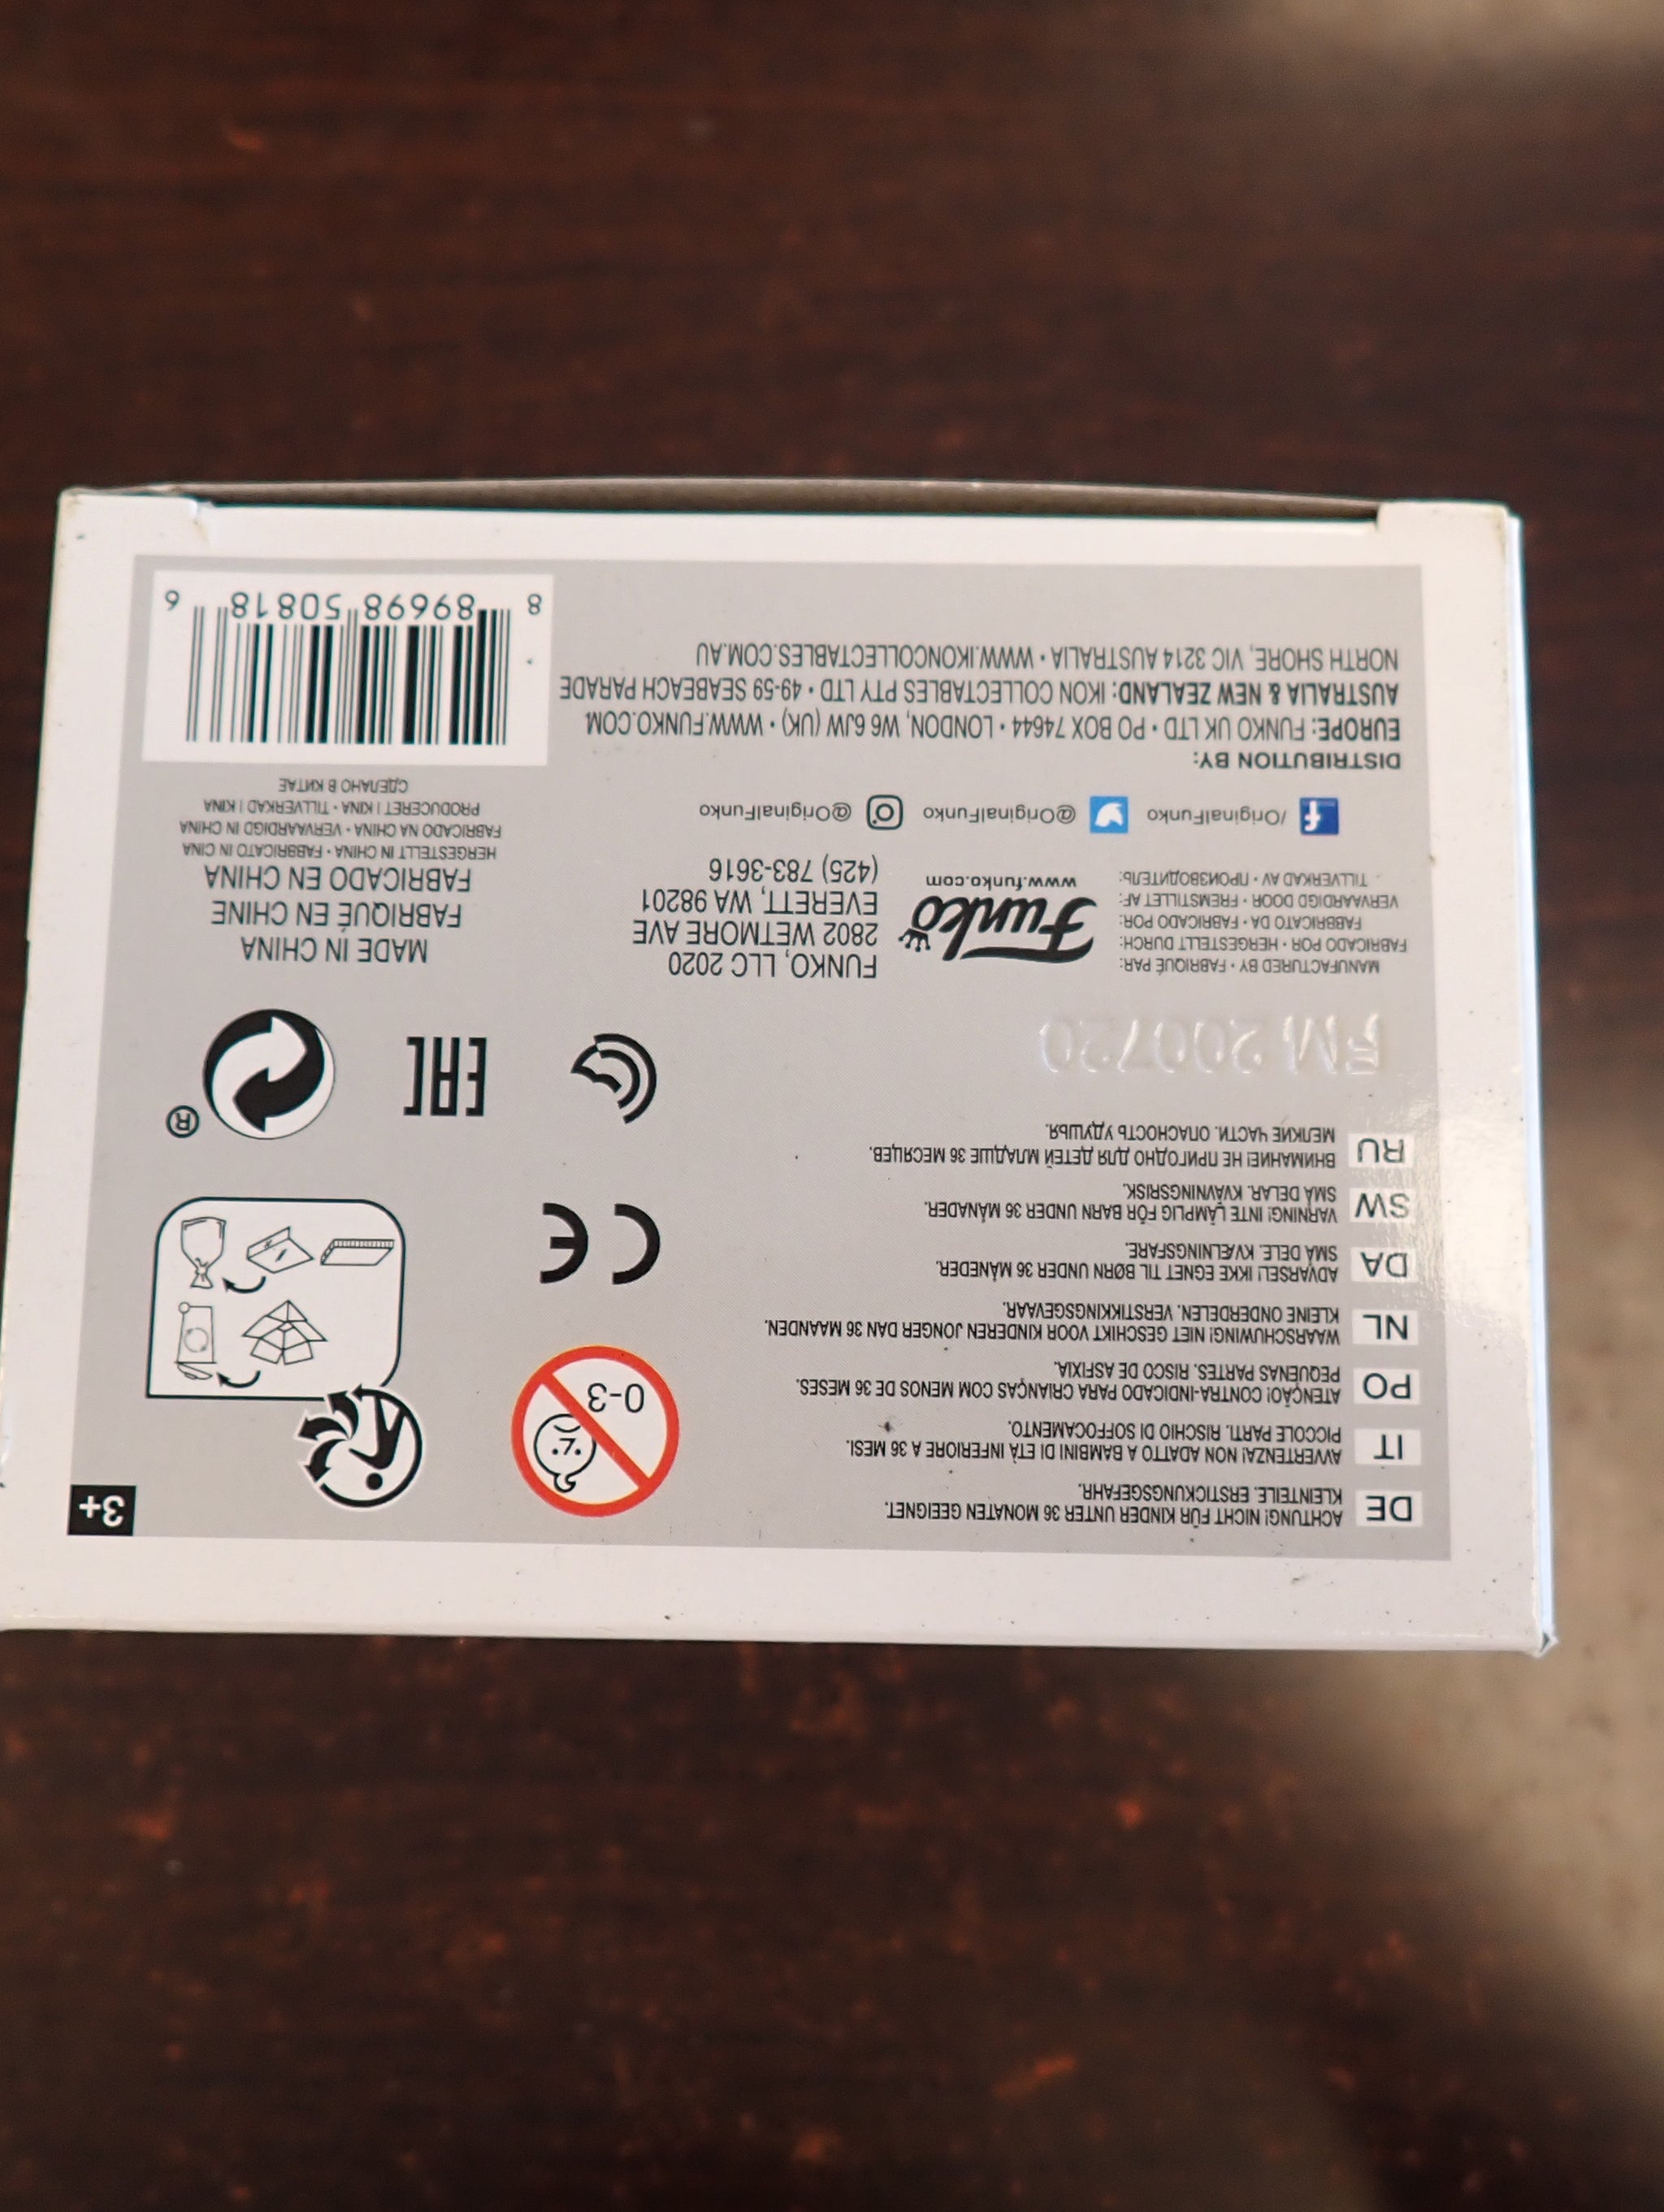 3+
DE
ACHTUNG! NICHT FÜR KINDER UNTER 36 MONATEN GEEIGNET.
KLEINTEILE. ERSTICKUNGSGEFAHR.
IT
AVVERTENZA! NON ADATTO A BAMBINI DI ETÀ INFERIORE A 36 MESI.
PICCOLE PARTI. RISCHIO DI SOFFOCAMENTO.
PO
ATENÇÃO! CONTRA-INDICADO PARA CRIANÇAS COM MENOS DE 36 MESES.
PEQUENAS PARTES. RISCO DE ASFIXIA.
NL
WAARSCHUWING! NIET GESCHIKT VOOR KINDEREN JONGER DAN 36 MAANDEN.
KLEINE ONDERDELEN. VERSTIKKINGSGEVAAR.
DA
ADVARSEL! IKKE EGNET TIL BØRN UNDER 36 MÅNEDER.
SMÅ DELE. KVÆLNINGSFARE.
SW
VARNING! INTE LÄMPLIG FÖR BARN UNDER 36 MÅNADER.
SMÅ DELAR. KVÄVNINGSRISK.
RU
ВНИМАНИЕ! НЕ ПРИГОДНО ДЛЯ ДЕТЕЙ МЛАДШЕ 36 МЕСЯЦЕВ.
МЕЛКИЕ ЧАСТИ. ОПАСНОСТЬ УДУШЬЯ.
0-3
CE
EAC
®
FM 200720
MANUFACTURED BY • FABRIQUÉ PAR:
FABRICADO POR • HERGESTELLT DURCH:
FABBRICATO DA • FABRICADO POR:
VERVAARDIGD DOOR • FREMSTILLET AF:
TILLVERKAD AV • ПРОИЗВОДИТЕЛЬ:
Funko
www.funko.com
FUNKO, LLC 2020
2802 WETMORE AVE
EVERETT, WA 98201
(425) 783-3616
MADE IN CHINA
FABRIQUÉ EN CHINE
FABRICADO EN CHINA
HERGESTELLT IN CHINA • FABBRICATO IN CINA
FABRICADO NA CHINA • VERVAARDIGD IN CHINA
PRODUCERET I KINA • TILLVERKAD I KINA
СДЕЛАНО В КИТАЕ
/OriginalFunko @OriginalFunko @OriginalFunko
DISTRIBUTION BY:
EUROPE: FUNKO UK LTD • PO BOX 74644 • LONDON, W6 6JW (UK) • WWW.FUNKO.COM
AUSTRALIA & NEW ZEALAND: IKON COLLECTABLES PTY LTD • 49-59 SEABEACH PARADE
NORTH SHORE, VIC 3214 AUSTRALIA • WWW.IKONCOLLECTABLES.COM.AU
8 89698 50818 6